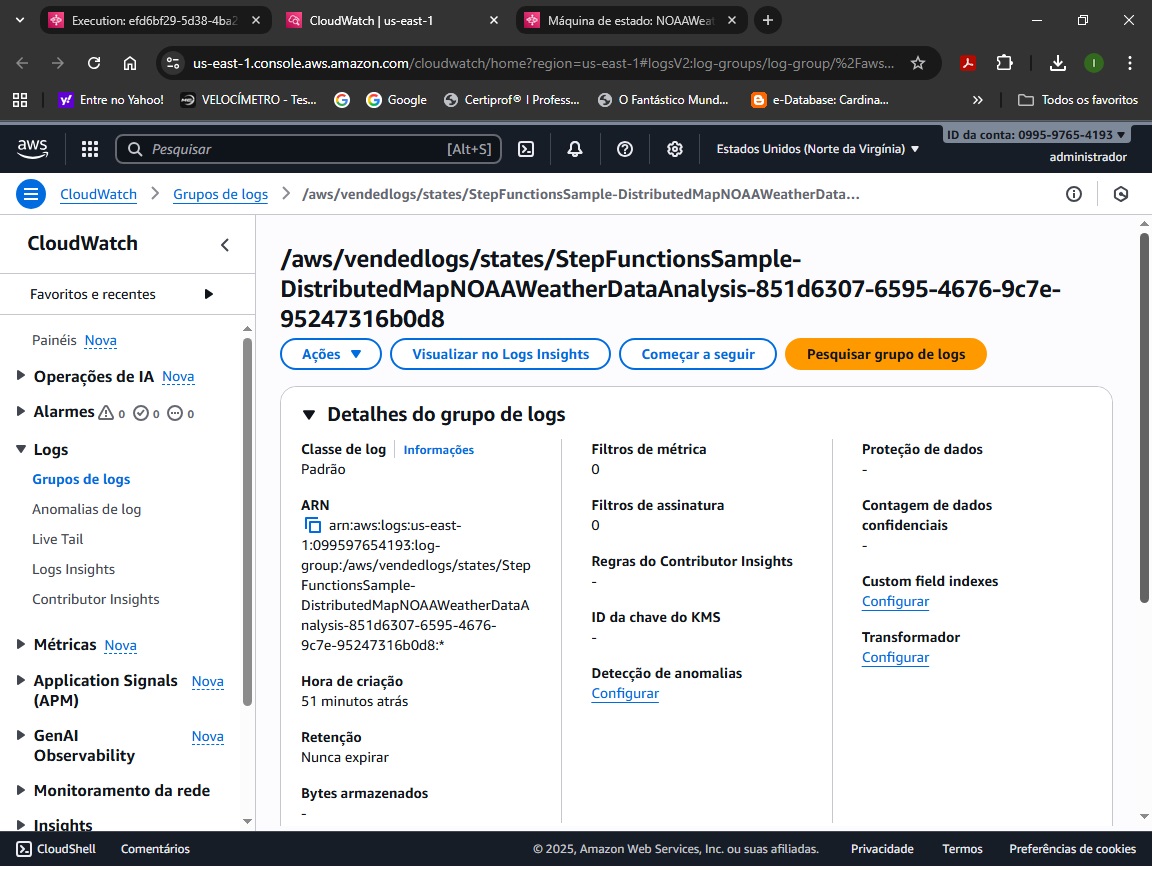 Execution: efd6bf29-5d38-4ba2
CloudWatch | us-east-1
Máquina de estado: NOAAWeat
us-east-1.console.aws.amazon.com/cloudwatch/home?region=us-east-1#logsV2:log-groups/log-group/%2Faws...
I
Entre no Yahoo!
VELOCÍMETRO - Tes...
Google
Certiprof® I Profess...
O Fantástico Mund...
e-Database: Cardina...
Todos os favoritos
aws
Pesquisar
[Alt+S]
Estados Unidos (Norte da Virgínia)
ID da conta: 0995-9765-4193
administrador
CloudWatch
Grupos de logs
/aws/vendedlogs/states/StepFunctionsSample-DistributedMapNOAAWeatherData...
CloudWatch
Favoritos e recentes
Painéis Nova
Operações de IA Nova
Alarmes 0 0 0
Logs
Grupos de logs
Anomalias de log
Live Tail
Logs Insights
Contributor Insights
Métricas Nova
Application Signals Nova
(APM)
GenAI Nova
Observability
Monitoramento da rede
Insights
/aws/vendedlogs/states/StepFunctionsSample-
DistributedMapNOAAWeatherDataAnalysis-851d6307-6595-4676-9c7e-
95247316b0d8
Ações
Visualizar no Logs Insights
Começar a seguir
Pesquisar grupo de logs
Detalhes do grupo de logs
Classe de log
Informações
Padrão
ARN
arn:aws:logs:us-east-
1:099597654193:log-
group:/aws/vendedlogs/states/Step
FunctionsSample-
DistributedMapNOAAWeatherDataA
nalysis-851d6307-6595-4676-
9c7e-95247316b0d8:*
Hora de criação
51 minutos atrás
Retenção
Nunca expirar
Bytes armazenados
-
Filtros de métrica
0
Filtros de assinatura
0
Regras do Contributor Insights
-
ID da chave do KMS
-
Detecção de anomalias
Configurar
Proteção de dados
-
Contagem de dados
confidenciais
-
Custom field indexes
Configurar
Transformador
Configurar
CloudShell
Comentários
© 2025, Amazon Web Services, Inc. ou suas afiliadas.
Privacidade
Termos
Preferências de cookies